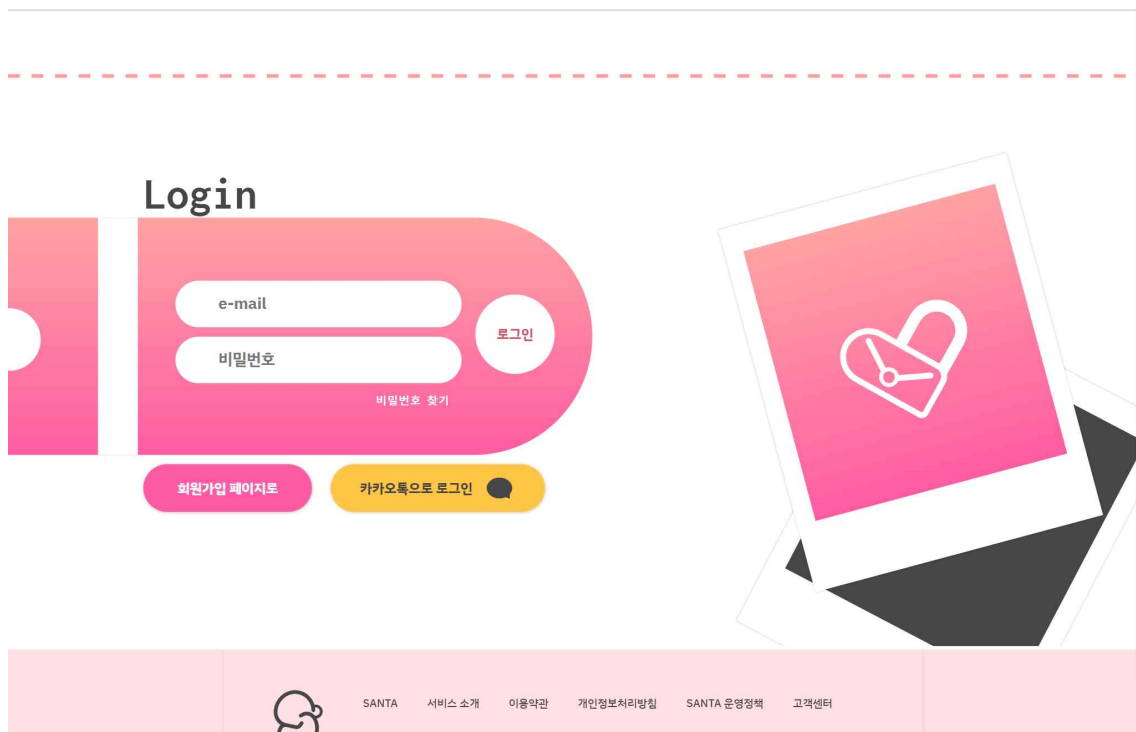 Login
e-mail
로그인
비밀번호
비밀번호 찾기
회원가입 페이지로
카카오톡으로 로그인
SANTA 서비스 소개 이용약관 개인정보처리방침 SANTA 운영정책 고객센터